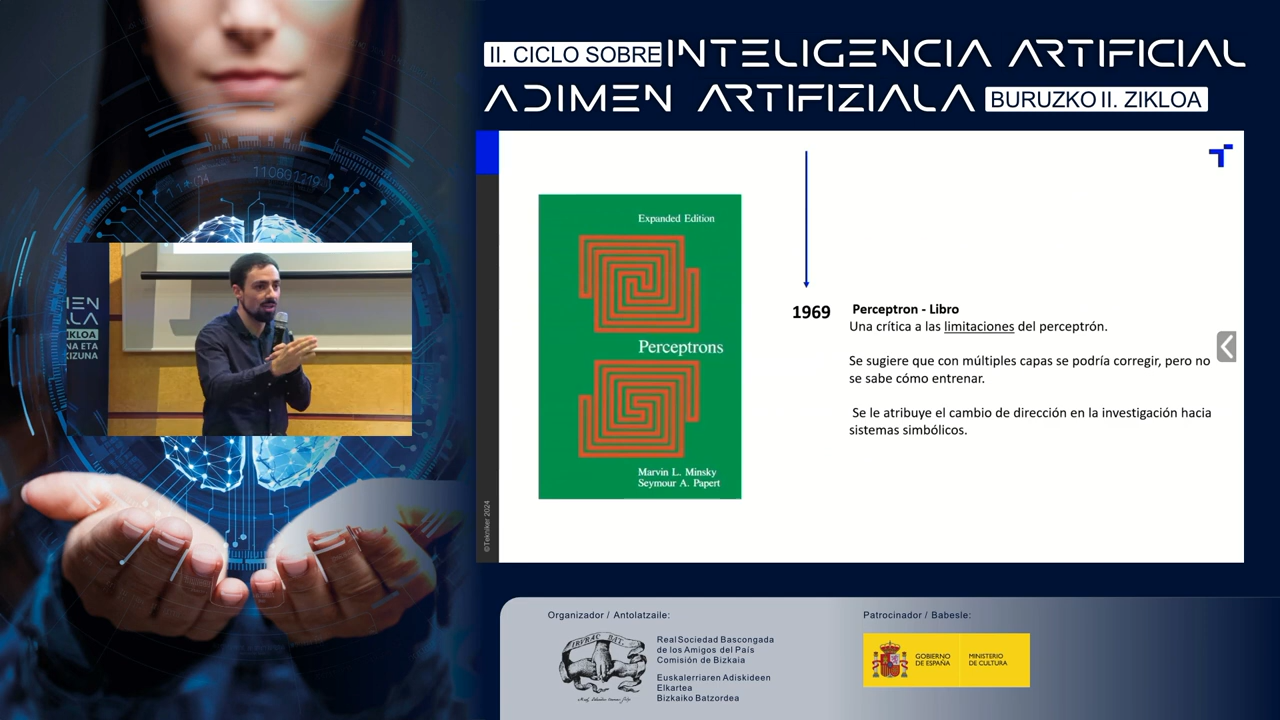 II. CICLO SOBRE INTELIGENCIA ARTIFICIAL
ADIMEN ARTIFIZIALA BURUZKO II. ZIKLOA
Expanded Edition
Perceptrons
Marvin L. Minsky
Seymour A. Papert
1969
Perceptron - Libro
Una crítica a las limitaciones del perceptrón.
Se sugiere que con múltiples capas se podría corregir, pero no
se sabe cómo entrenar.
Se le atribuye el cambio de dirección en la investigación hacia
sistemas simbólicos.
©Tekniker 2024
MEN
ALA
IKLOA
NA ETA
KIZUNA
Organizador / Antolatzaile:
Real Sociedad Bascongada
de los Amigos del País
Comisión de Bizkaia
Euskalerriaren Adiskideen
Elkartea
Bizkaiko Batzordea
Patrocinador / Babesle:
GOBIERNO
DE ESPAÑA
MINISTERIO
DE CULTURA